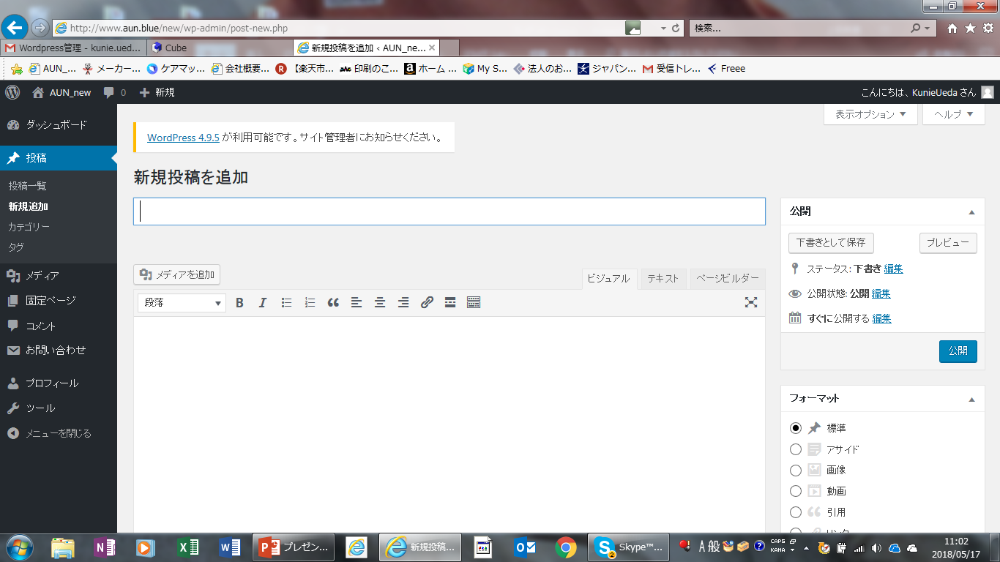 http://www.aun.blue/new/wp-admin/post-new.php
検索...
Wordpress管理 - kunie.ued...
Cube
新規投稿を追加 ‹ AUN_ne...
AUN_...
メーカー...
ケアマッ...
会社概要...
【楽天市...
印刷のこ...
ホーム ...
My S...
法人のお...
ジャパン...
受信トレ...
Freee
AUN_new
0
新規
こんにちは、KunieUeda さん
表示オプション ▼
ヘルプ ▼
ダッシュボード
投稿
投稿一覧
新規追加
カテゴリー
タグ
メディア
固定ページ
コメント
お問い合わせ
プロフィール
ツール
メニューを閉じる
WordPress 4.9.5 が利用可能です。サイト管理者にお知らせください。
新規投稿を追加
メディアを追加
ビジュアル
テキスト
ページビルダー
段落
B I
公開
下書きとして保存
プレビュー
ステータス: 下書き 編集
公開状態: 公開 編集
すぐに公開する 編集
公開
フォーマット
標準
アサイド
画像
動画
引用
プレゼン...
新規投稿...
Skype™...
2
A 般
CAPS
KANA
11:02
2018/05/17